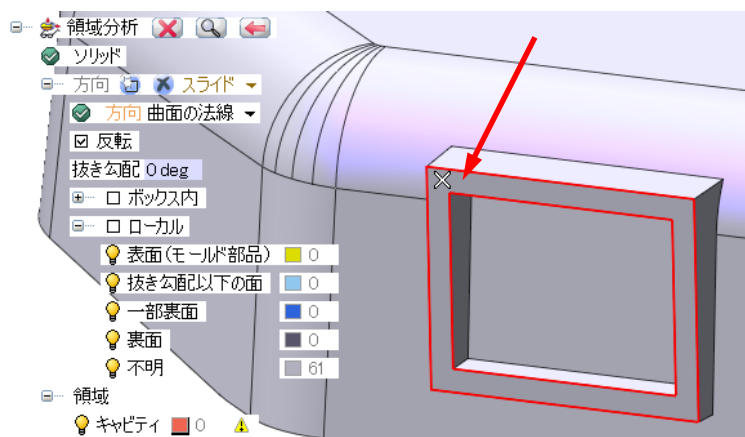 領域分析
ソリッド
方向 スライド
方向 曲面の法線
反転
抜き勾配 0 deg
ボックス内
ローカル
表面(モールド部品) 0
抜き勾配以下の面 0
一部裏面 0
裏面 0
不明 61
領域
キャビティ 0